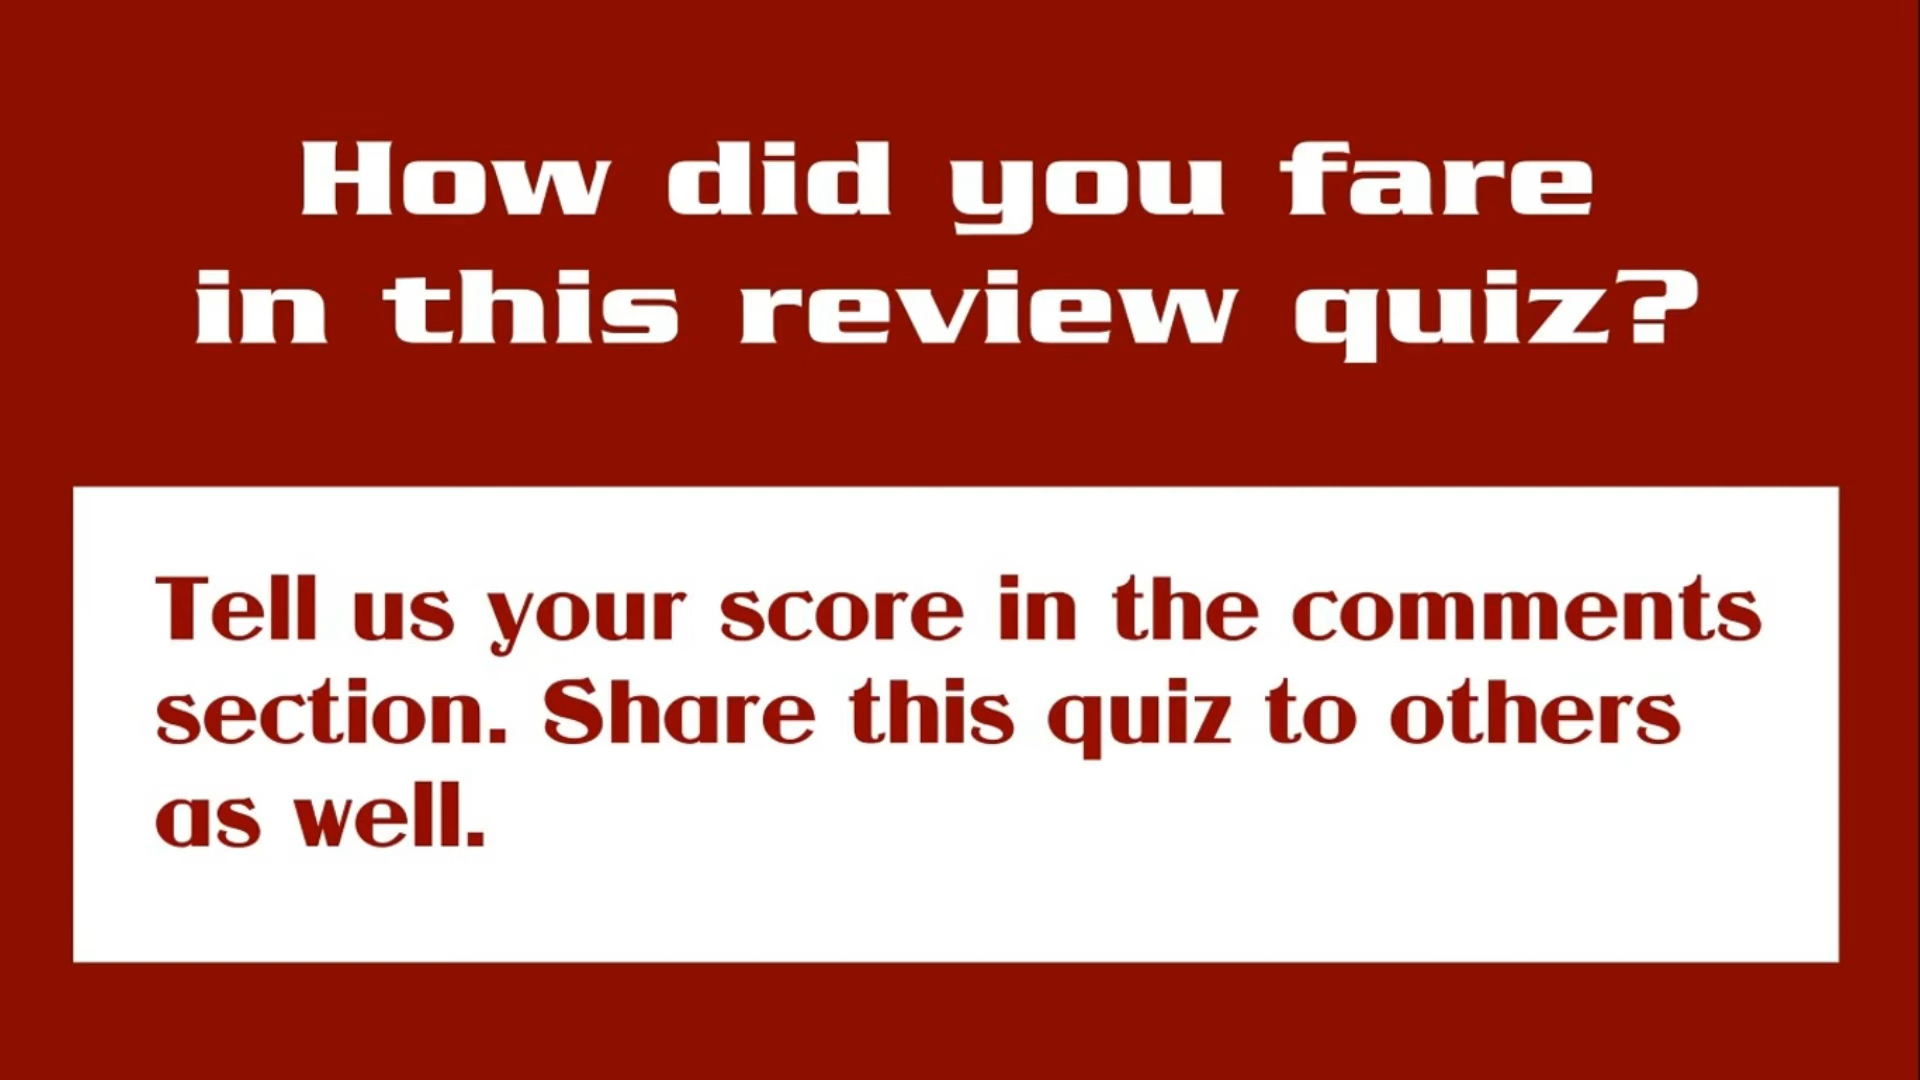 How did you fare
in this review quiz?
Tell us your score in the comments
section. Share this quiz to others
as well.